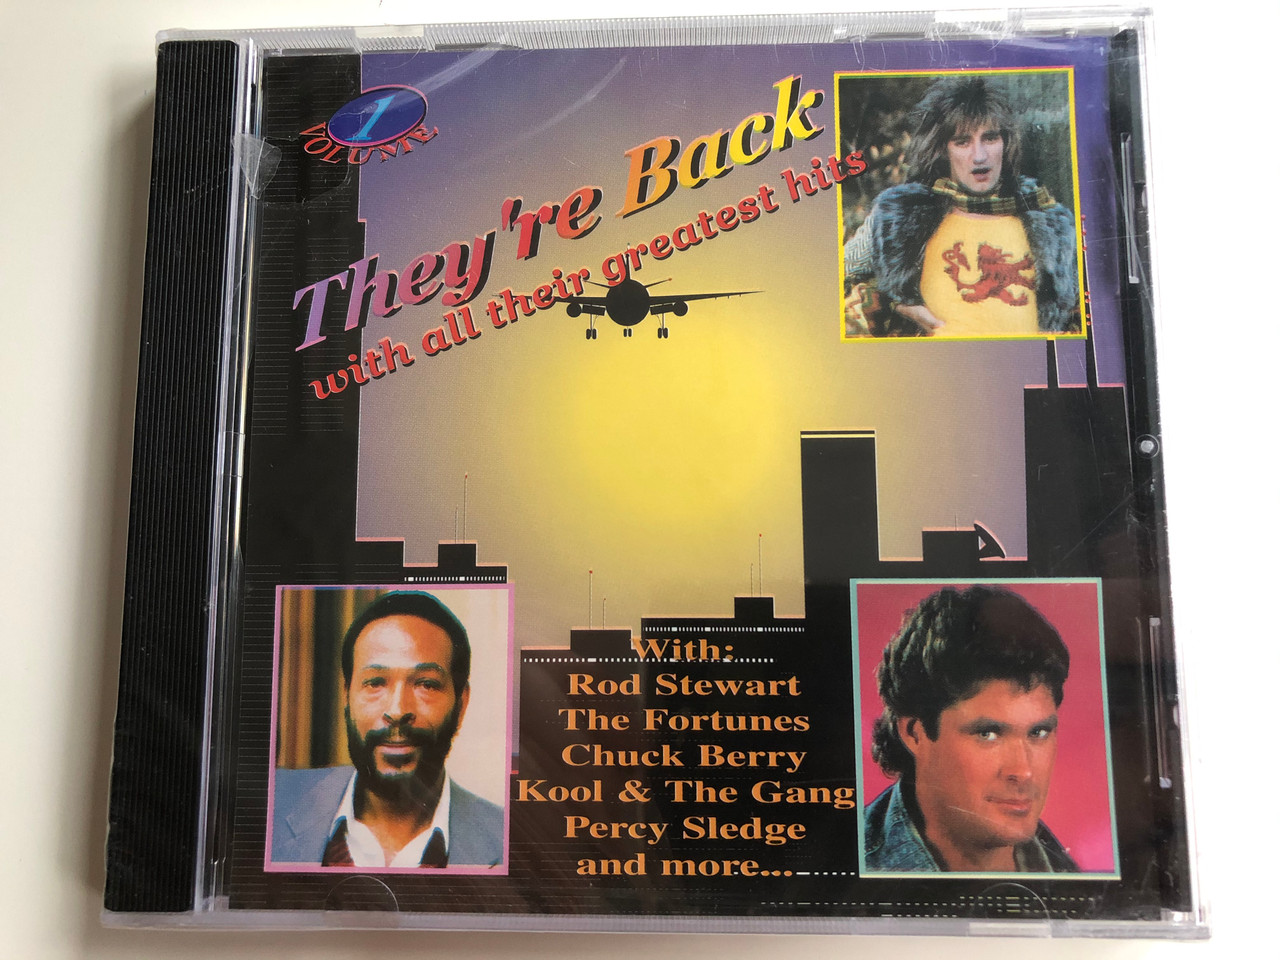 1
VOLUME
They're Back
with all their greatest hits
With:
Rod Stewart
The Fortunes
Chuck Berry
Kool & The Gang
Percy Sledge
and more...